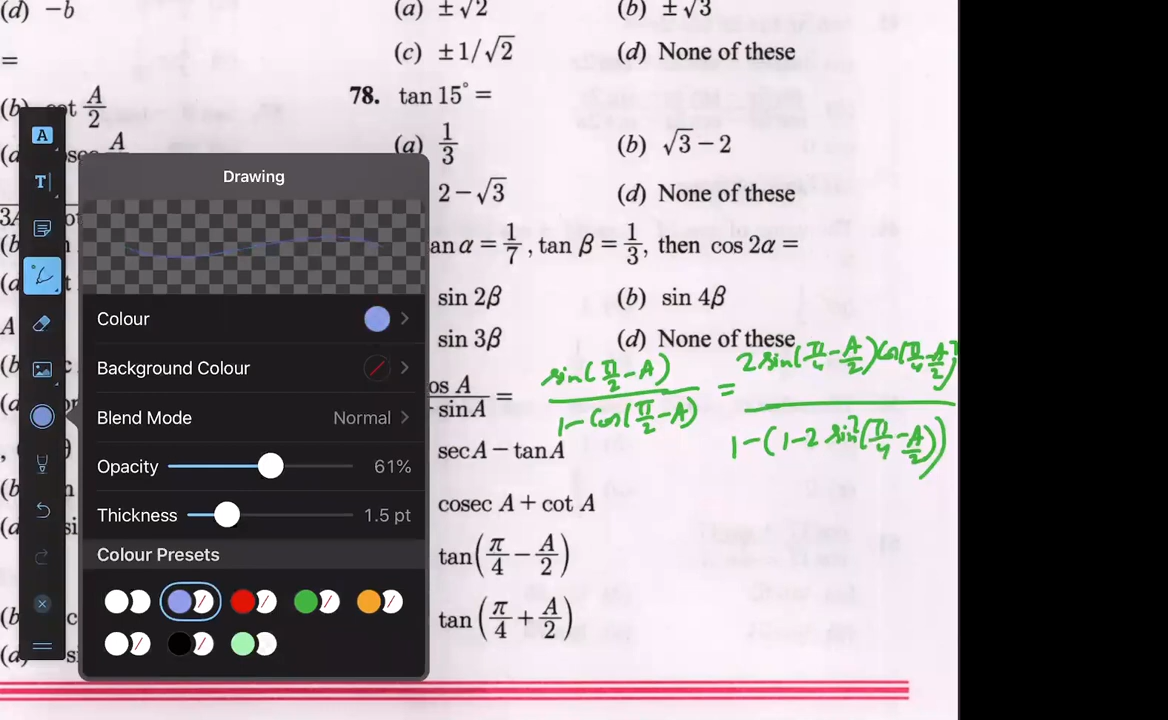 (d) −b
(a) ±√2 (b) ±√3
=
(c) ±1/√2 (d) None of these
78. tan 15° =
(b) cot A/2
(a) 1/3 (b) √3 − 2
A
2 − √3 (d) None of these
an α = 1/7, tan β = 1/3, then cos 2α =
sin 2β (b) sin 4β
sin 3β (d) None of these
os A / sin A = sin(π/2 − A) / 1 − Cos(π/2 − A) = 2 sin(π/4 − A/2) Cos(π/4 − A/2) / 1 − (1 − 2 sin²(π/4 − A/2))
sec A − tan A
cosec A + cot A
tan(π/4 − A/2)
tan(π/4 + A/2)
A
T
Drawing
Colour
Background Colour
Blend Mode Normal
Opacity 61%
Thickness 1.5 pt
Colour Presets